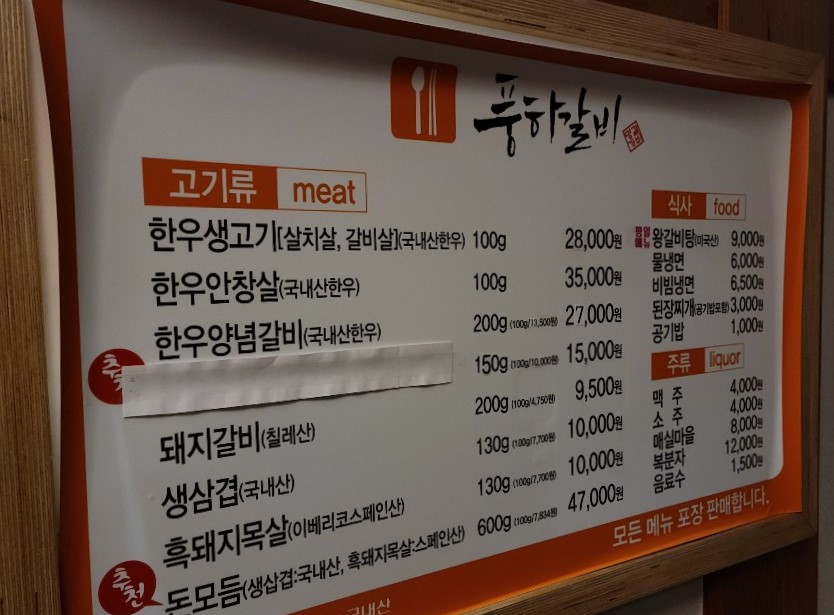 풍하갈비
고기류 meat
한우생고기[살치살, 갈비살](국내산한우) 100g 28,000원
한우안창살(국내산한우) 100g 35,000원
한우양념갈비(국내산한우) 200g (100g/13,500원) 27,000원
150g (100g/10,000원) 15,000원
돼지갈비(칠레산) 200g (100g/4,750원) 9,500원
생삼겹(국내산) 130g (100g/7,700원) 10,000원
흑돼지목살(이베리코스페인산) 130g (100g/7,700원) 10,000원
추천 돈모듬(생삼겹:국내산, 흑돼지목살:스페인산) 600g (100g/7,834원) 47,000원
국내산
식사 food
평일메뉴 왕갈비탕(미국산) 9,000원
물냉면 6,000원
비빔냉면 6,500원
된장찌개(공기밥포함) 3,000원
공기밥 1,000원
주류 liquor
맥 주 4,000원
소 주 4,000원
매실마을 8,000원
복분자 12,000원
음료수 1,500원
모든 메뉴 포장 판매합니다.